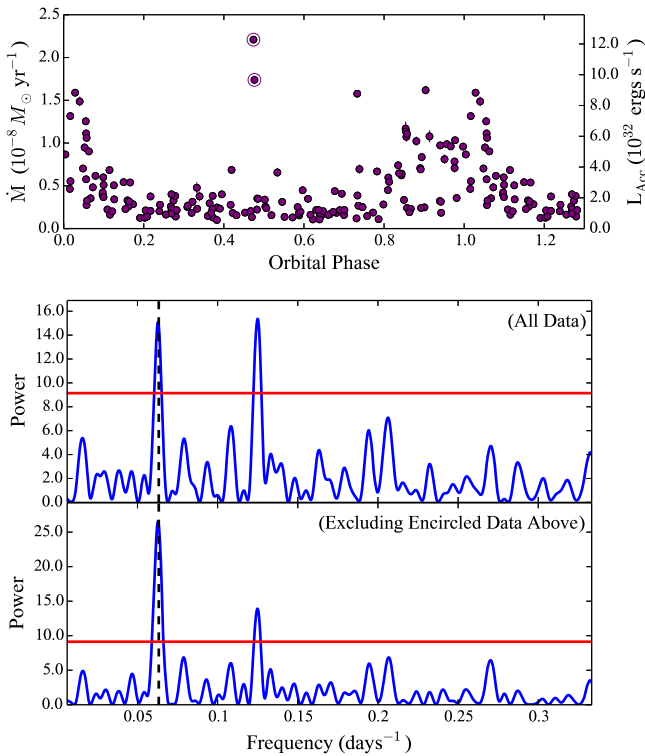 2.5
2.0
1.5
1.0
0.5
0.0
Ṁ (10⁻⁸ M⊙ yr⁻¹)
12.0
10.0
8.0
6.0
4.0
2.0
0.0
L_Acc (10³² ergs s⁻¹)
0.0 0.2 0.4 0.6 0.8 1.0 1.2
Orbital Phase
(All Data)
16.0
14.0
12.0
10.0
8.0
6.0
4.0
2.0
0.0
Power
(Excluding Encircled Data Above)
25.0
20.0
15.0
10.0
5.0
0.0
Power
0.05 0.1 0.15 0.2 0.25 0.3
Frequency (days⁻¹)